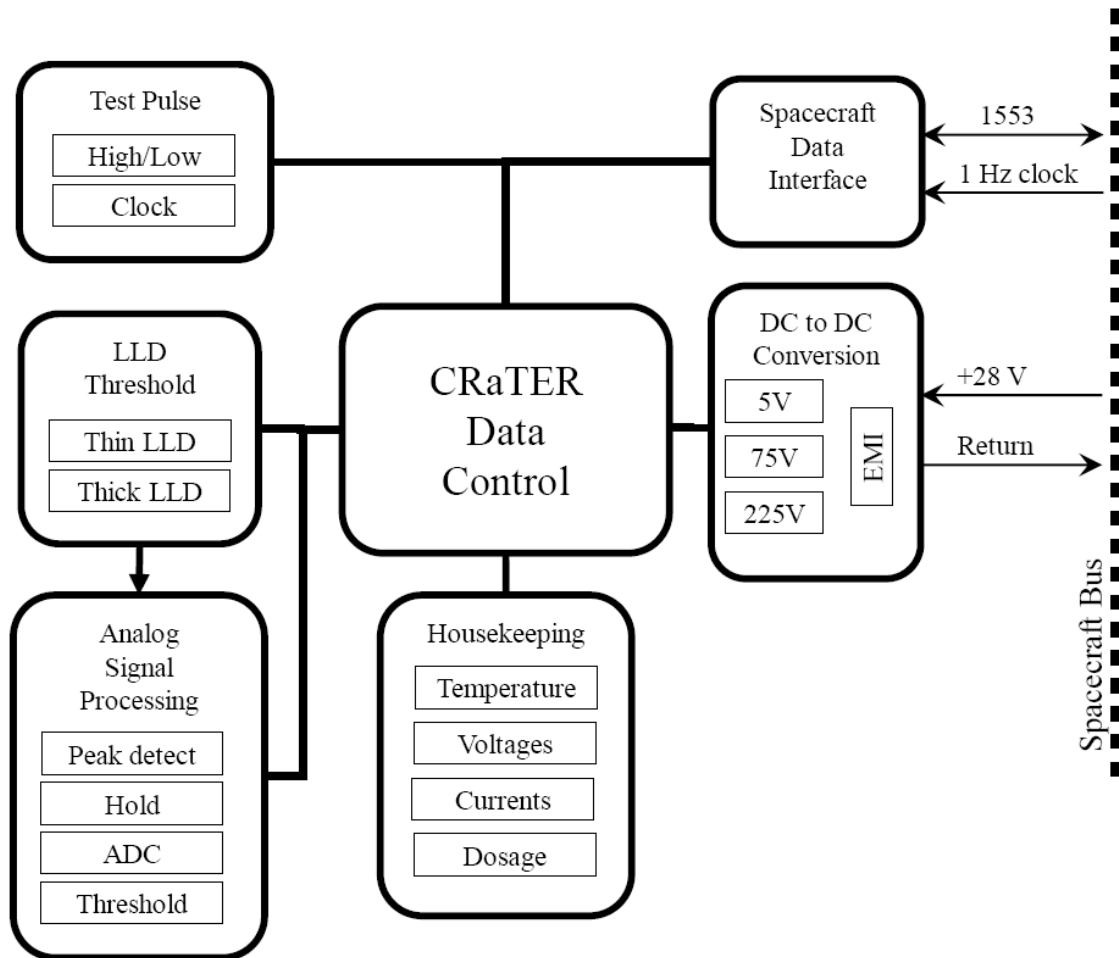 Test Pulse
High/Low
Clock
Spacecraft
Data
Interface
1553
1 Hz clock
LLD
Threshold
Thin LLD
Thick LLD
CRaTER
Data
Control
DC to DC
Conversion
5V
75V
225V
EMI
+28 V
Return
Spacecraft Bus
Analog
Signal
Processing
Peak detect
Hold
ADC
Threshold
Housekeeping
Temperature
Voltages
Currents
Dosage